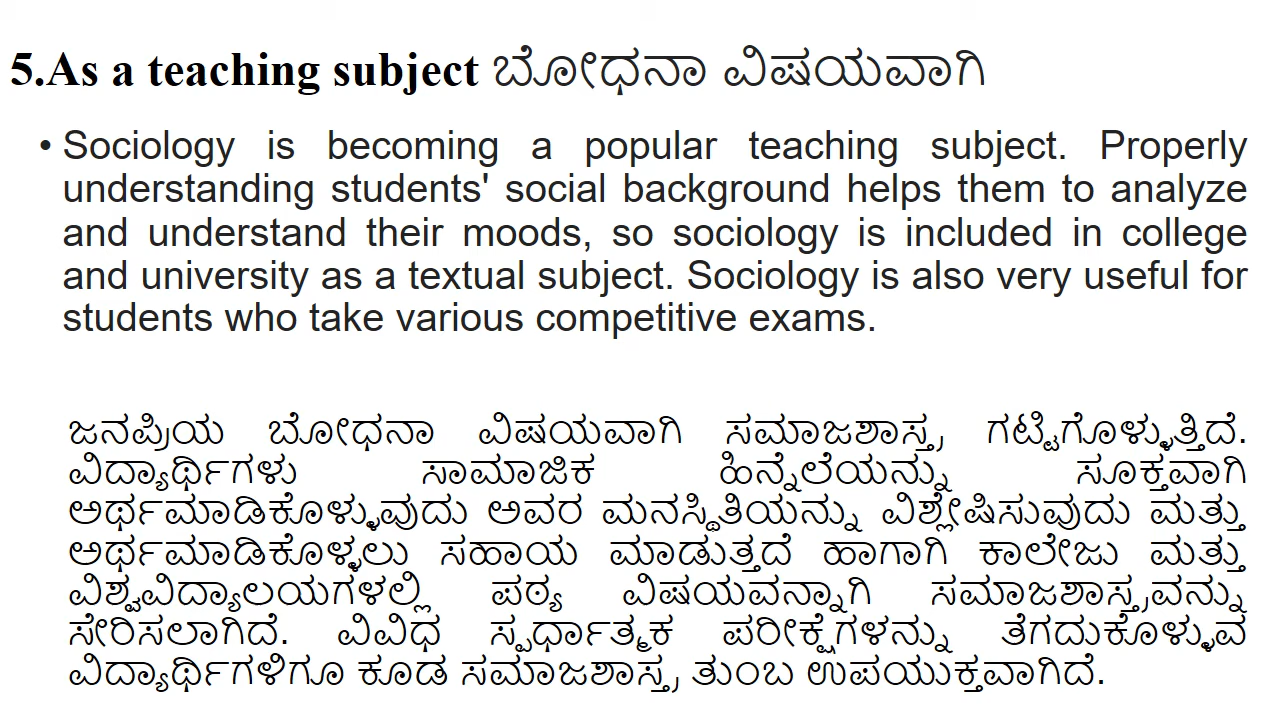 5.As a teaching subject ಬೋಧನಾ ವಿಷಯವಾಗಿ
• Sociology is becoming a popular teaching subject. Properly
understanding students' social background helps them to analyze
and understand their moods, so sociology is included in college
and university as a textual subject. Sociology is also very useful for
students who take various competitive exams.
ಜನಪ್ರಿಯ ಬೋಧನಾ ವಿಷಯವಾಗಿ ಸಮಾಜಶಾಸ್ತ್ರ ಗಟ್ಟಿಗೊಳ್ಳುತ್ತಿದೆ.
ವಿದ್ಯಾರ್ಥಿಗಳು ಸಾಮಾಜಿಕ ಹಿನ್ನೆಲೆಯನ್ನು ಸೂಕ್ತವಾಗಿ
ಅರ್ಥಮಾಡಿಕೊಳ್ಳುವುದು ಅವರ ಮನಸ್ಥಿತಿಯನ್ನು ವಿಶ್ಲೇಷಿಸುವುದು ಮತ್ತು
ಅರ್ಥಮಾಡಿಕೊಳ್ಳಲು ಸಹಾಯ ಮಾಡುತ್ತದೆ ಹಾಗಾಗಿ ಕಾಲೇಜು ಮತ್ತು
ವಿಶ್ವವಿದ್ಯಾಲಯಗಳಲ್ಲಿ ಪಠ್ಯ ವಿಷಯವನ್ನಾಗಿ ಸಮಾಜಶಾಸ್ತ್ರವನ್ನು
ಸೇರಿಸಲಾಗಿದೆ. ವಿವಿಧ ಸ್ಪರ್ಧಾತ್ಮಕ ಪರೀಕ್ಷೆಗಳನ್ನು ತೆಗದುಕೊಳ್ಳುವ
ವಿದ್ಯಾರ್ಥಿಗಳಿಗೂ ಕೂಡ ಸಮಾಜಶಾಸ್ತ್ರ ತುಂಬ ಉಪಯುಕ್ತವಾಗಿದೆ.